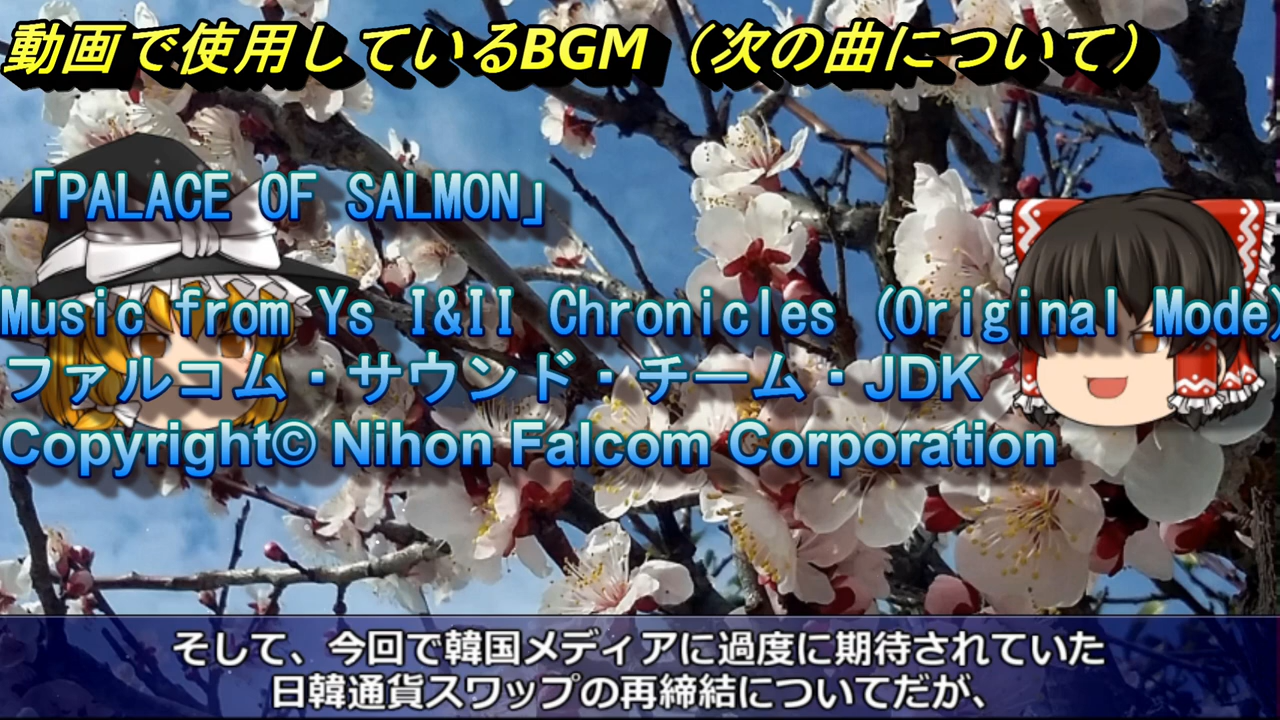 動画で使用しているBGM（次の曲について）
「PALACE OF SALMON」
Music from Ys I&II Chronicles (Original Mode)
ファルコム・サウンド・チーム・JDK
Copyright© Nihon Falcom Corporation
そして、今回で韓国メディアに過度に期待されていた
日韓通貨スワップの再締結についてだが、